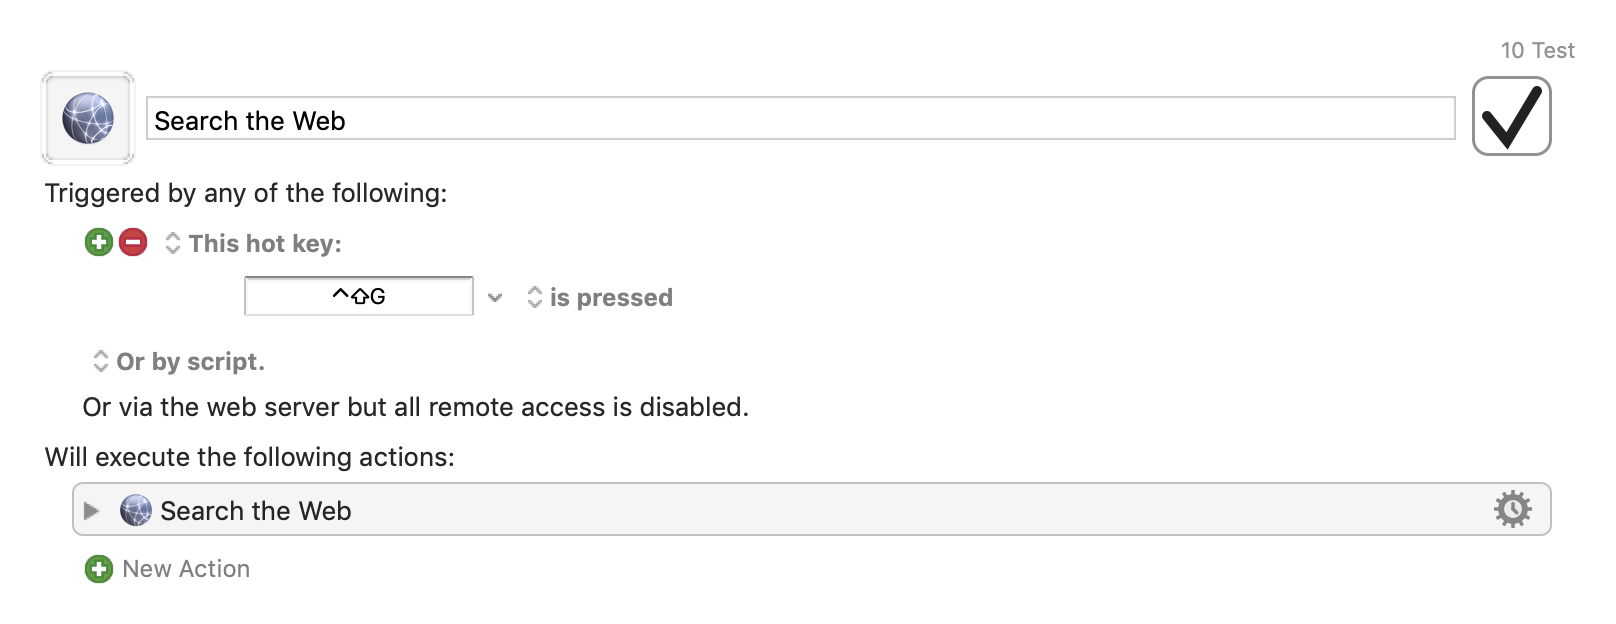 10 Test
Search the Web
Triggered by any of the following:
This hot key:
^⇧G
is pressed
Or by script.
Or via the web server but all remote access is disabled.
Will execute the following actions:
Search the Web
New Action